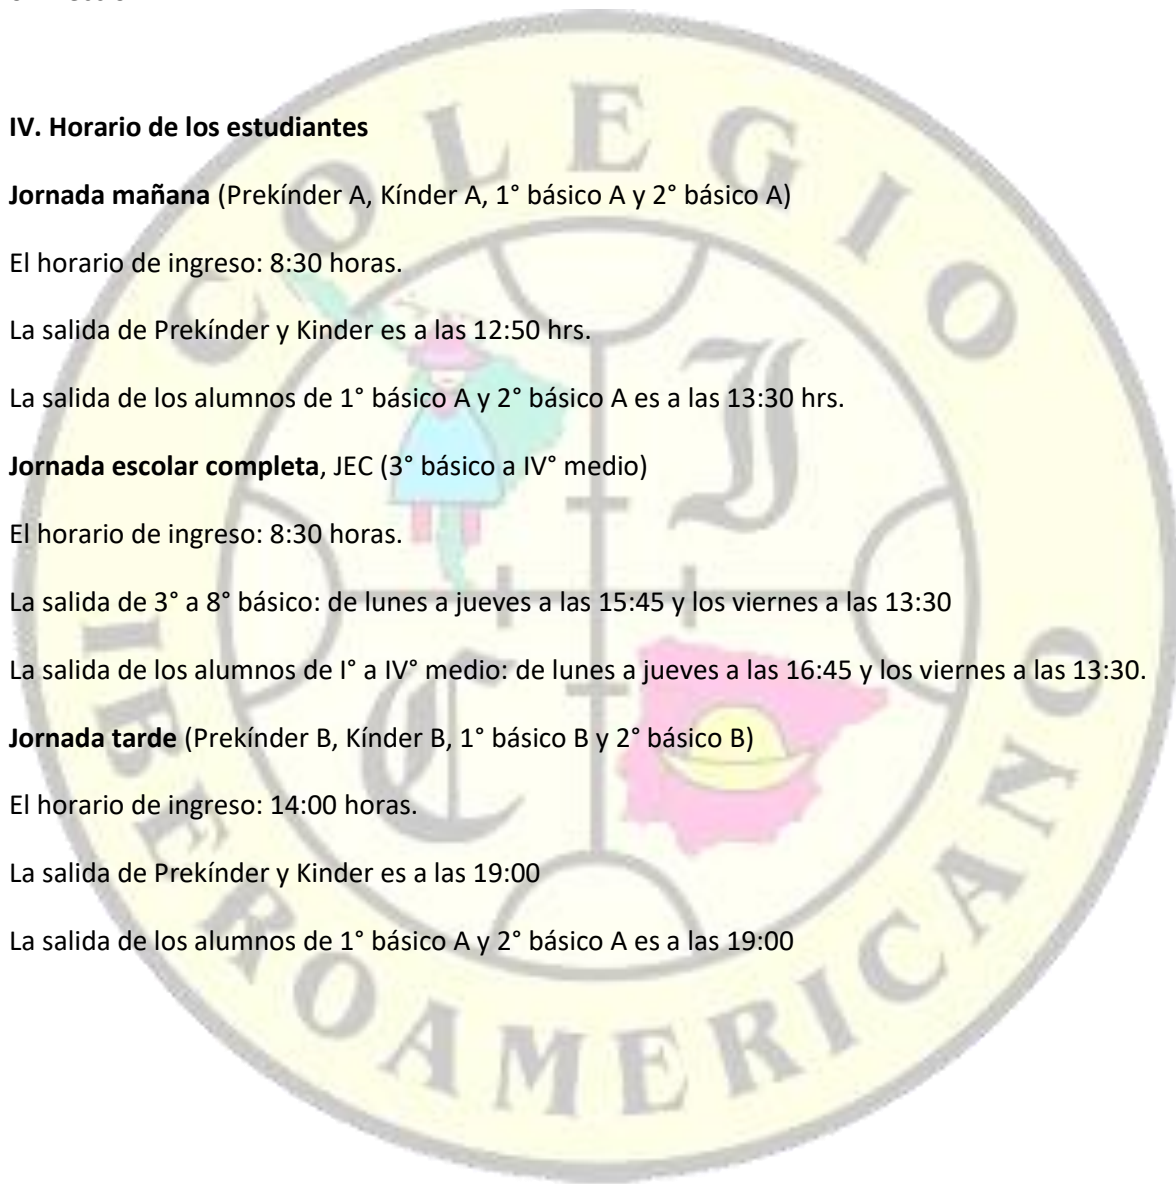 IV. Horario de los estudiantes
Jornada mañana (Prekínder A, Kínder A, 1° básico A y 2° básico A)
El horario de ingreso: 8:30 horas.
La salida de Prekínder y Kinder es a las 12:50 hrs.
La salida de los alumnos de 1° básico A y 2° básico A es a las 13:30 hrs.
Jornada escolar completa, JEC (3° básico a IV° medio)
El horario de ingreso: 8:30 horas.
La salida de 3° a 8° básico: de lunes a jueves a las 15:45 y los viernes a las 13:30
La salida de los alumnos de I° a IV° medio: de lunes a jueves a las 16:45 y los viernes a las 13:30.
Jornada tarde (Prekínder B, Kínder B, 1° básico B y 2° básico B)
El horario de ingreso: 14:00 horas.
La salida de Prekínder y Kinder es a las 19:00
La salida de los alumnos de 1° básico A y 2° básico A es a las 19:00
COLEGIO
IBEROAMERICANO
I
C